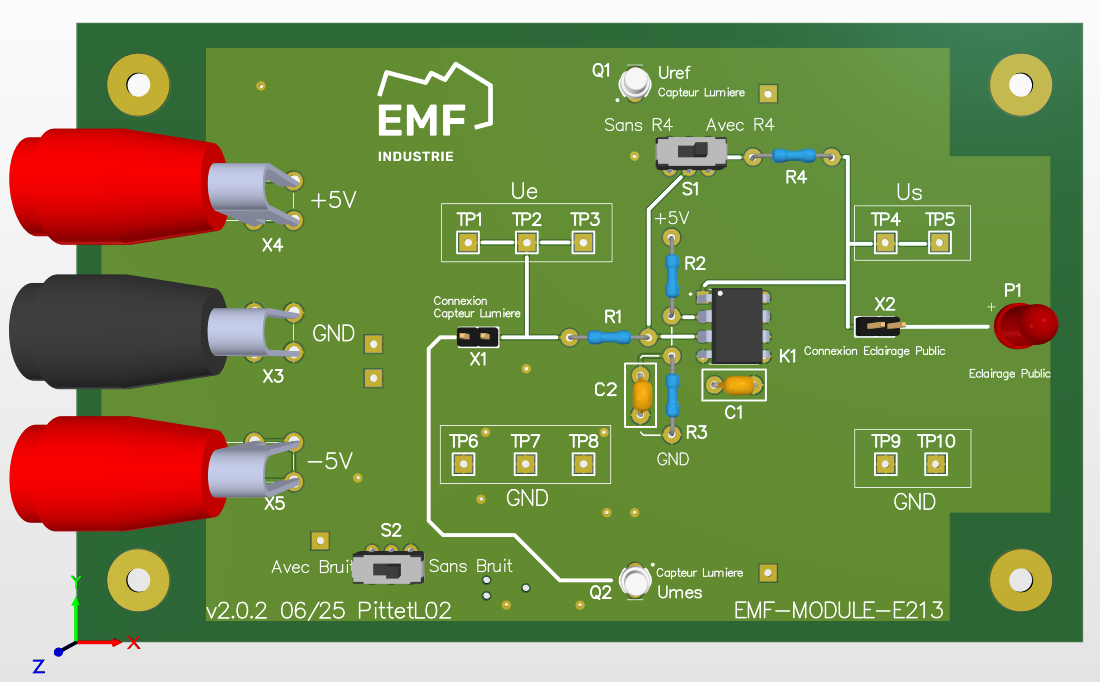 Q1
Uref
Capteur Lumiere
EMF
INDUSTRIE
Sans R4
Avec R4
S1
R4
+5V
X4
Ue
TP1 TP2 TP3
+5V
R2
Us
TP4 TP5
Connexion
Capteur Lumiere
X1
R1
K1
X2
Connexion Eclairage Public
+
P1
Eclairage Public
GND
X3
C2
C1
R3
GND
-5V
X5
TP6 TP7 TP8
GND
TP9 TP10
GND
S2
Avec Bruit
Sans Bruit
Q2
Capteur Lumiere
Umes
v2.0.2 06/25 PittetL02
EMF-MODULE-E213
Y
X
Z